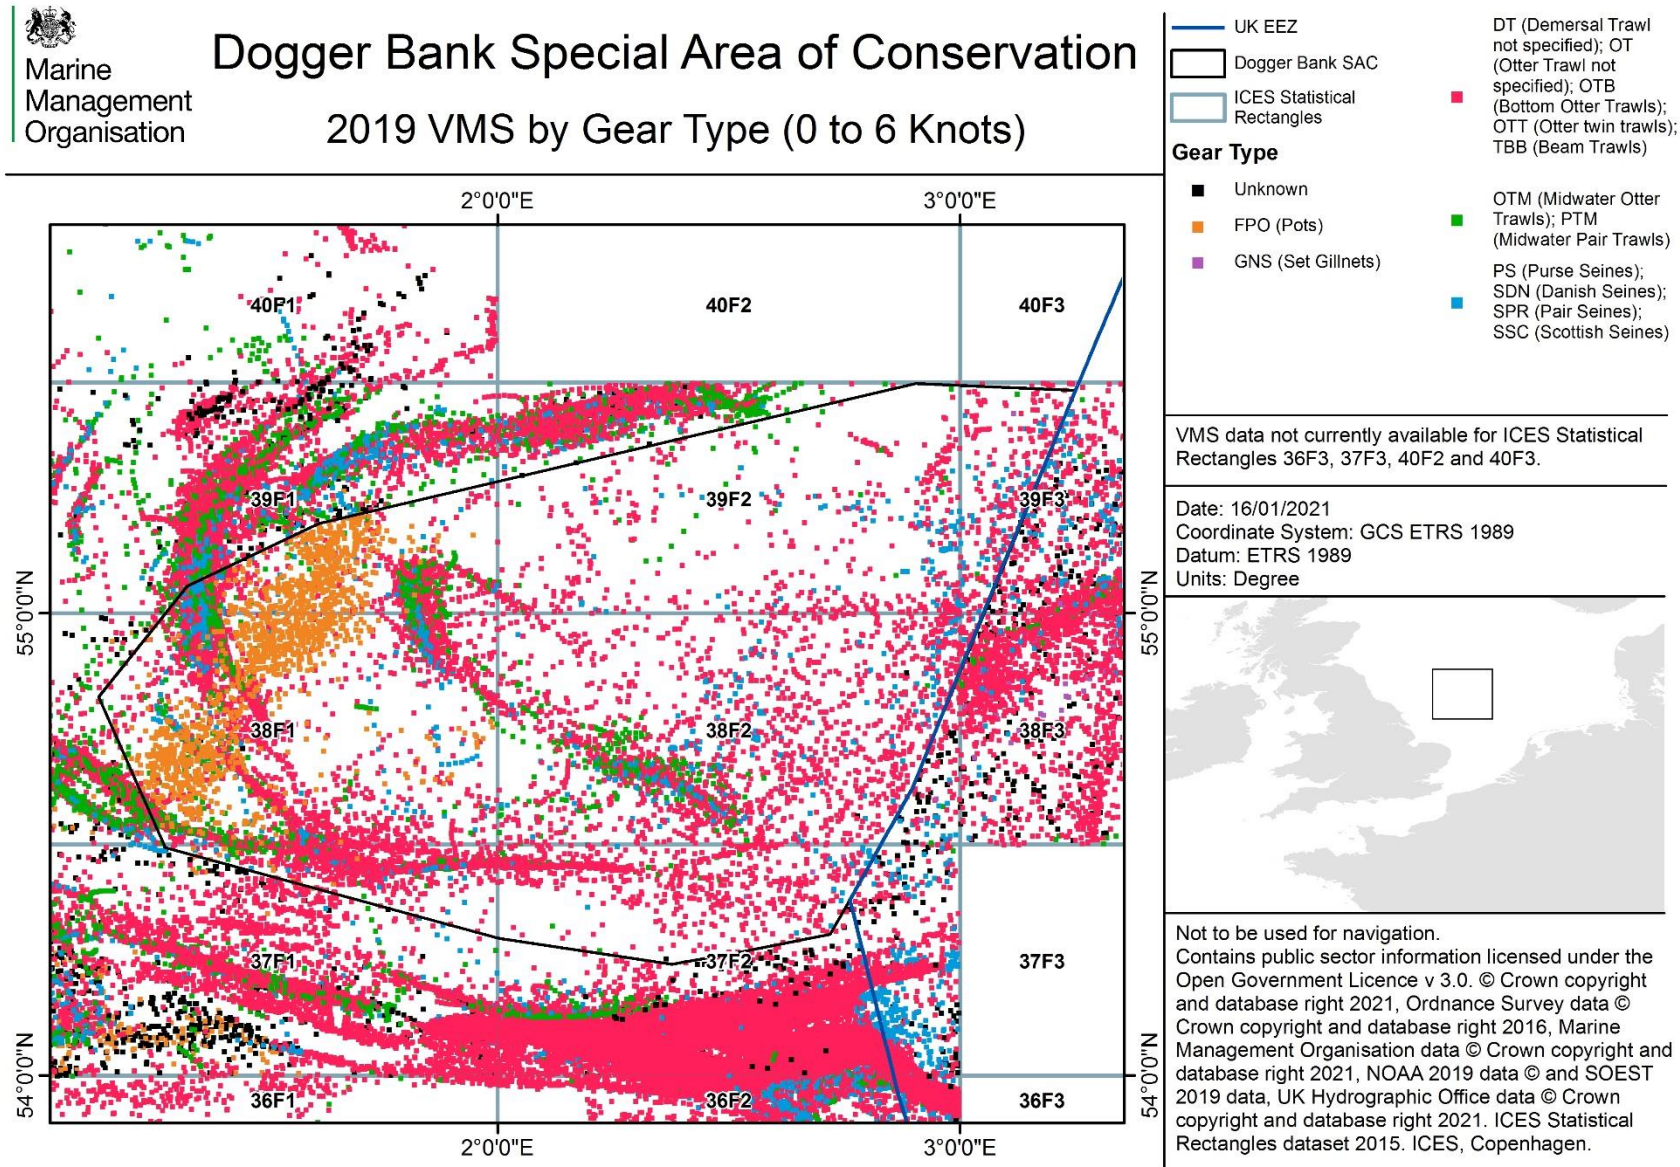 Marine
Management
Organisation
Dogger Bank Special Area of Conservation
2019 VMS by Gear Type (0 to 6 Knots)
UK EEZ
Dogger Bank SAC
ICES Statistical
Rectangles
Gear Type
Unknown
FPO (Pots)
GNS (Set Gillnets)
DT (Demersal Trawl
not specified); OT
(Otter Trawl not
specified); OTB
(Bottom Otter Trawls);
OTT (Otter twin trawls);
TBB (Beam Trawls)
OTM (Midwater Otter
Trawls); PTM
(Midwater Pair Trawls)
PS (Purse Seines);
SDN (Danish Seines);
SPR (Pair Seines);
SSC (Scottish Seines)
2°0'0"E
3°0'0"E
40F1
40F2
40F3
39F1
39F2
39F3
55°0'0"N
55°0'0"N
38F1
38F2
38F3
37F1
37F2
37F3
54°0'0"N
54°0'0"N
36F1
36F2
36F3
2°0'0"E
3°0'0"E
VMS data not currently available for ICES Statistical
Rectangles 36F3, 37F3, 40F2 and 40F3.
Date: 16/01/2021
Coordinate System: GCS ETRS 1989
Datum: ETRS 1989
Units: Degree
Not to be used for navigation.
Contains public sector information licensed under the
Open Government Licence v 3.0. © Crown copyright
and database right 2021, Ordnance Survey data ©
Crown copyright and database right 2016, Marine
Management Organisation data © Crown copyright and
database right 2021, NOAA 2019 data © and SOEST
2019 data, UK Hydrographic Office data © Crown
copyright and database right 2021. ICES Statistical
Rectangles dataset 2015. ICES, Copenhagen.